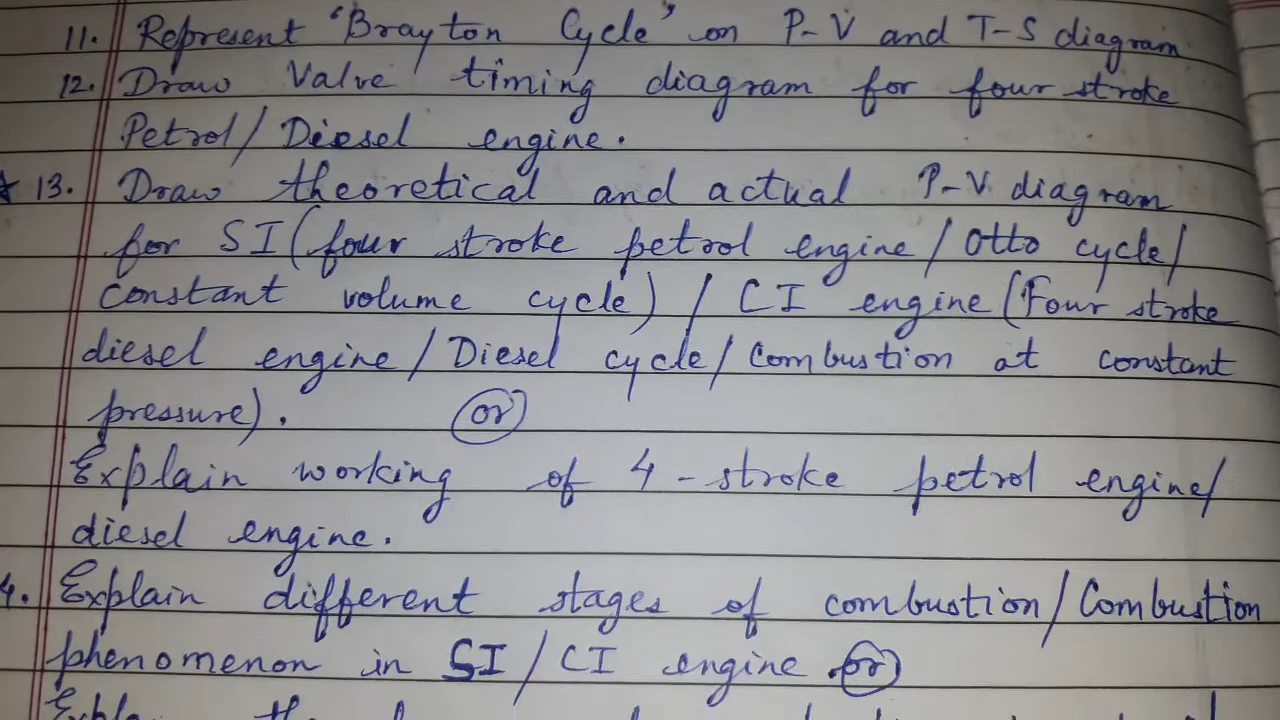 11. Represent 'Brayton Cycle' on P-V and T-S diagram
12. Draw Valve timing diagram for four stroke
Petrol/Diesel engine.
13. Draw theoretical and actual P-V diagram
for SI (four stroke petrol engine/Otto cycle/
constant volume cycle) / CI engine (Four stroke
diesel engine/Diesel cycle/Combustion at constant
pressure). or
Explain working of 4-stroke petrol engine/
diesel engine.
4. Explain different stages of combustion/Combustion
phenomenon in SI/CI engine or